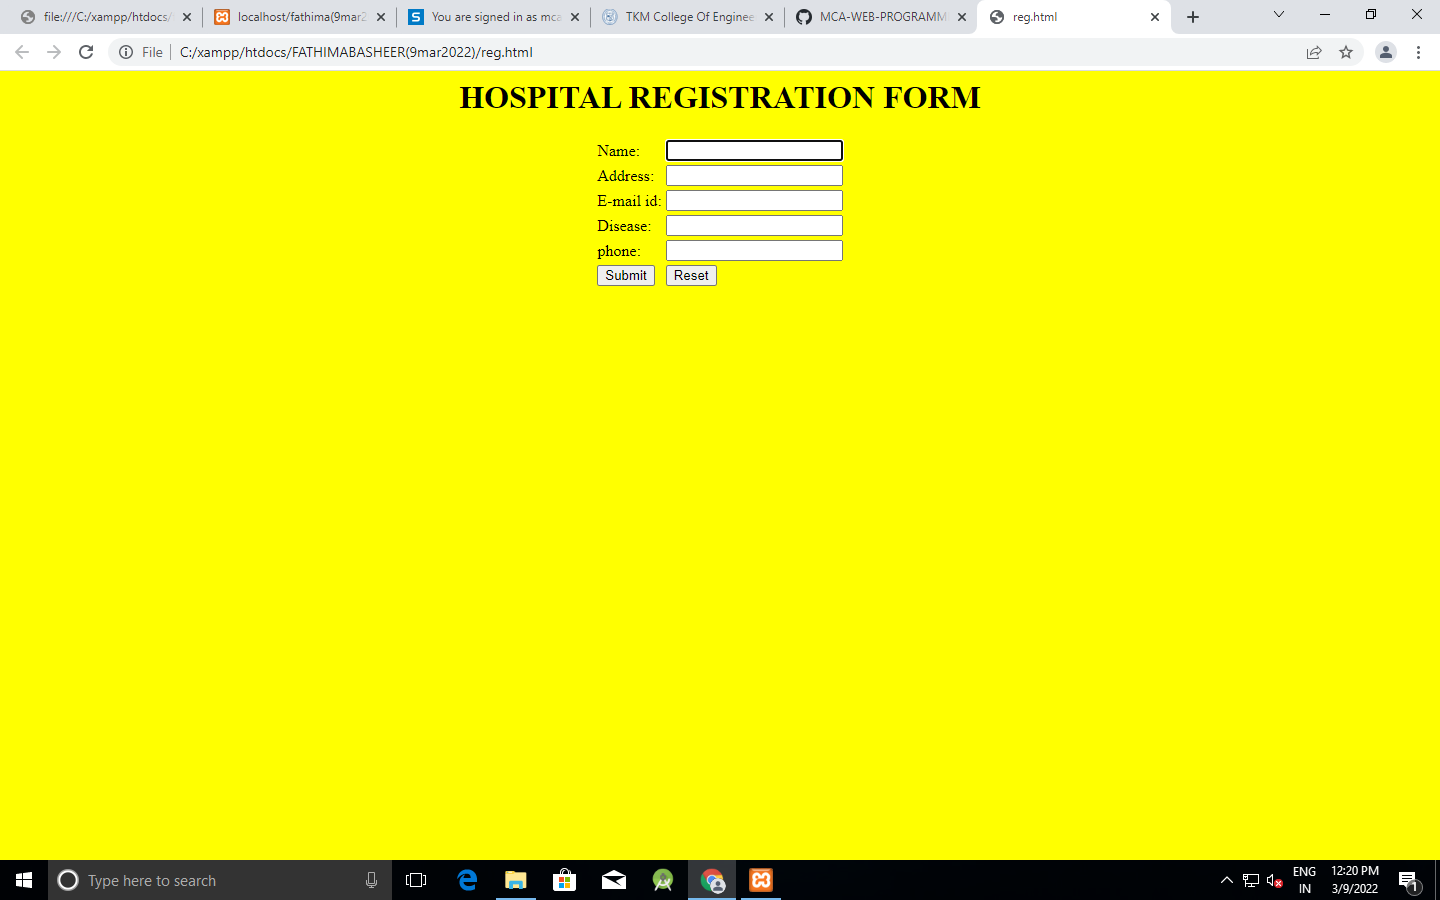 file:///C:/xampp/htdocs/
localhost/fathima(9mar2
You are signed in as mca
TKM College Of Enginee
MCA-WEB-PROGRAMM
reg.html
File
C:/xampp/htdocs/FATHIMABASHEER(9mar2022)/reg.html
HOSPITAL REGISTRATION FORM
Name:
Address:
E-mail id:
Disease:
phone:
Submit Reset
Type here to search
ENG
IN
12:20 PM
3/9/2022
1